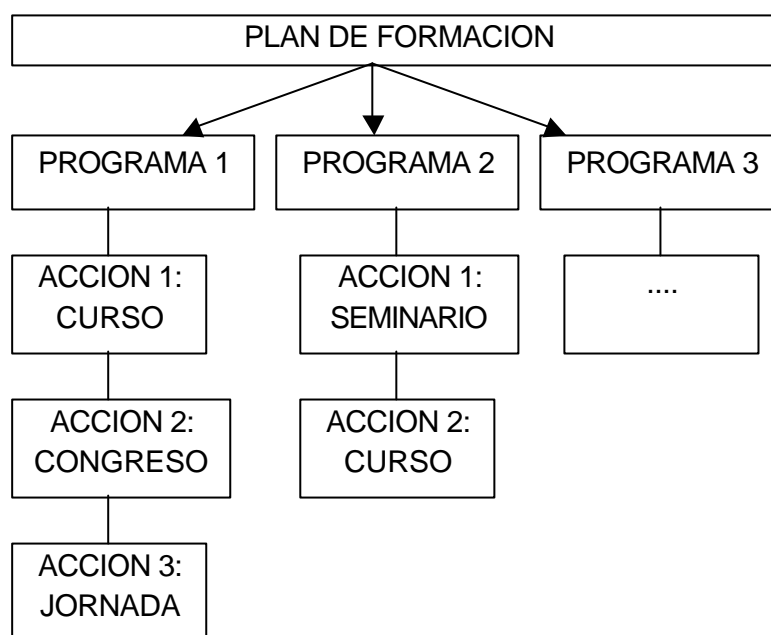 PLAN DE FORMACION
PROGRAMA 1
PROGRAMA 2
PROGRAMA 3
ACCION 1:
CURSO
ACCION 1:
SEMINARIO
....
ACCION 2:
CONGRESO
ACCION 2:
CURSO
ACCION 3:
JORNADA